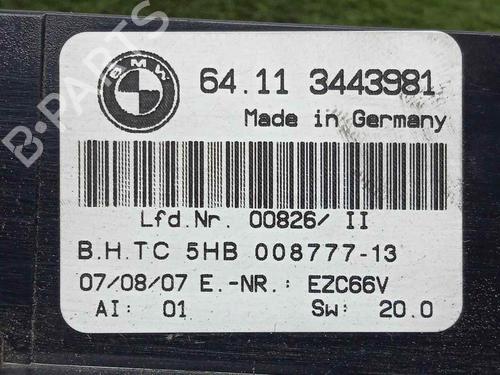 BMW
64.11 3443981
Made in Germany
Lfd.Nr. 00826/ II
B.H.TC 5HB 008777-13
07/08/07 E.-NR.: EZC66V
AI: 01 Sw: 20.0
B-PARTS